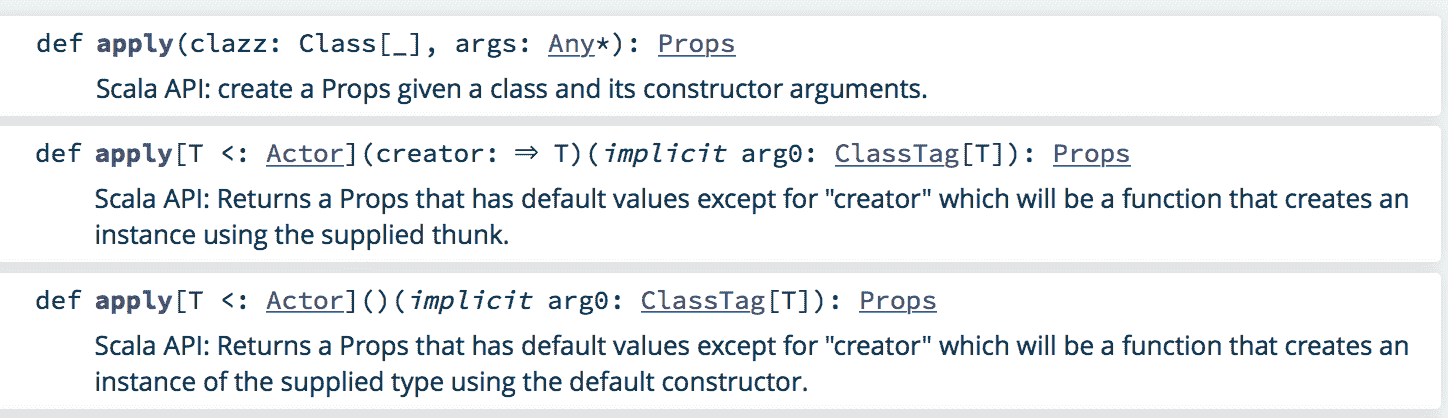 def apply(clazz: Class[_], args: Any*): Props
Scala API: create a Props given a class and its constructor arguments.
def apply[T <: Actor](creator: ⇒ T)(implicit arg0: ClassTag[T]): Props
Scala API: Returns a Props that has default values except for "creator" which will be a function that creates an
instance using the supplied thunk.
def apply[T <: Actor]()(implicit arg0: ClassTag[T]): Props
Scala API: Returns a Props that has default values except for "creator" which will be a function that creates an
instance of the supplied type using the default constructor.